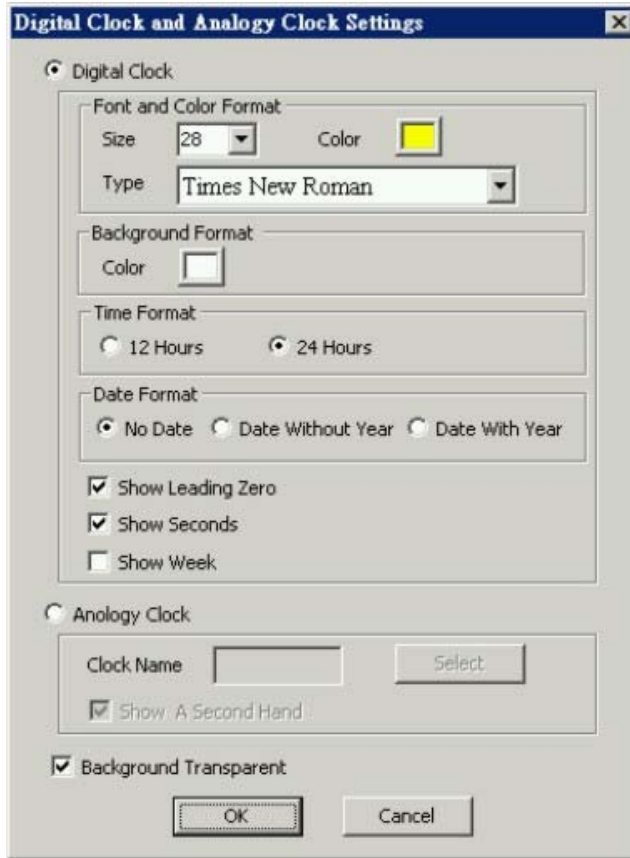 Digital Clock and Analogy Clock Settings
Digital Clock
Font and Color Format
Size 28 Color
Type Times New Roman
Background Format
Color
Time Format
12 Hours 24 Hours
Date Format
No Date Date Without Year Date With Year
Show Leading Zero
Show Seconds
Show Week
Anology Clock
Clock Name Select
Show A Second Hand
Background Transparent
OK Cancel